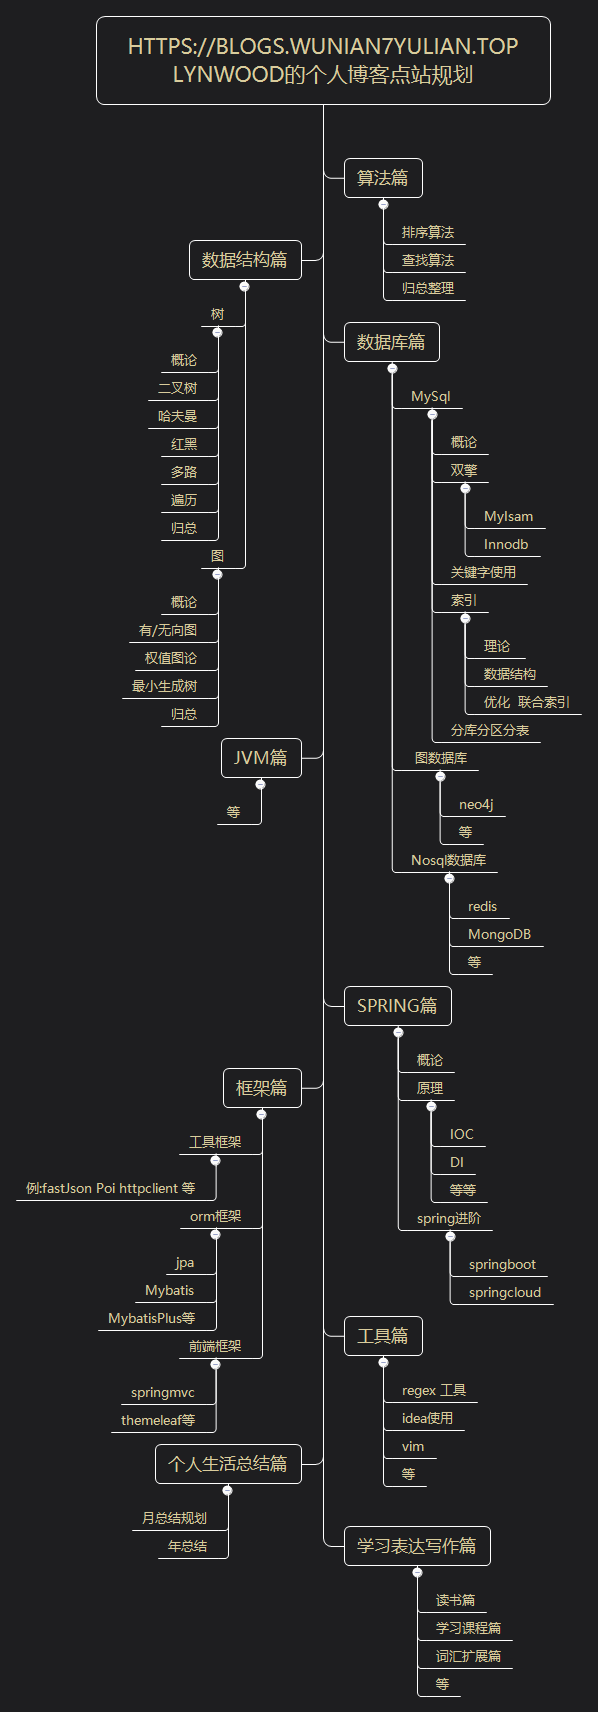 HTTPS://BLOGS.WUNIAN7YULIAN.TOP
LYNWOOD的个人博客点站规划
算法篇
排序算法
查找算法
归总整理
数据结构篇
树
概论
二叉树
哈夫曼
红黑
多路
遍历
归总
图
概论
有/无向图
权值图论
最小生成树
归总
数据库篇
MySql
概论
双擎
MyIsam
Innodb
关键字使用
索引
理论
数据结构
优化 联合索引
分库分区分表
图数据库
neo4j
等
Nosql数据库
redis
MongoDB
等
JVM篇
等
SPRING篇
概论
原理
IOC
DI
等等
spring进阶
springboot
springcloud
框架篇
工具框架
例:fastJson Poi httpclient 等
orm框架
jpa
Mybatis
MybatisPlus等
前端框架
springmvc
themeleaf等
工具篇
regex 工具
idea使用
vim
等
个人生活总结篇
月总结规划
年总结
学习表达写作篇
读书篇
学习课程篇
词汇扩展篇
等